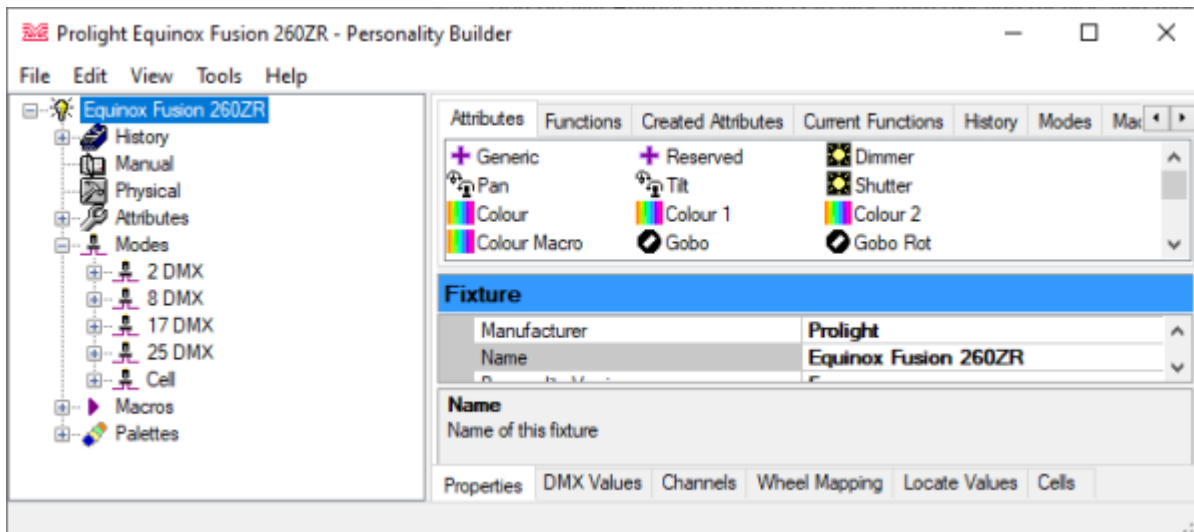 Prolight Equinox Fusion 260ZR - Personality Builder
File Edit View Tools Help
Equinox Fusion 260ZR
History
Manual
Physical
Attributes
Modes
2 DMX
8 DMX
17 DMX
25 DMX
Cell
Macros
Palettes
Attributes Functions Created Attributes Current Functions History Modes
Generic Reserved Dimmer
Pan Tilt Shutter
Colour Colour 1 Colour 2
Colour Macro Gobo Gobo Rot
Fixture
Manufacturer Prolight
Name Equinox Fusion 260ZR
Name
Name of this fixture
Properties DMX Values Channels Wheel Mapping Locate Values Cells